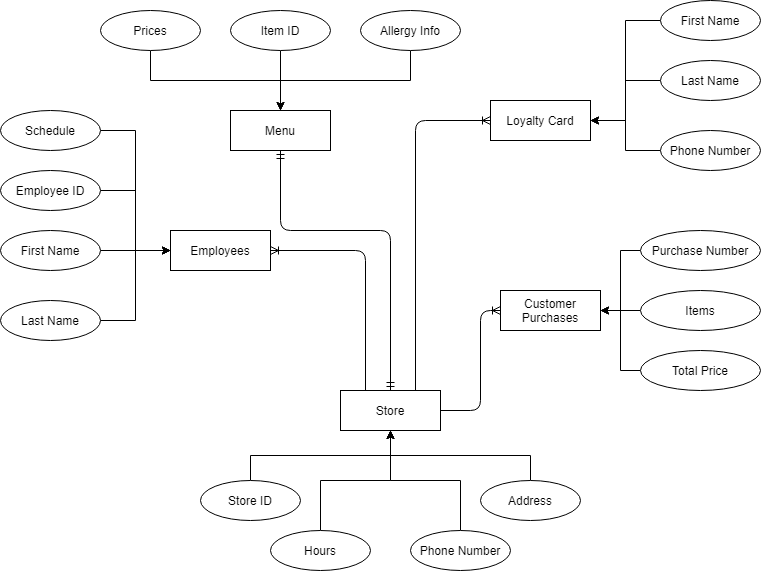 Prices
Item ID
Allergy Info
First Name
Last Name
Phone Number
Menu
Loyalty Card
Schedule
Employee ID
First Name
Last Name
Employees
Purchase Number
Items
Total Price
Customer
Purchases
Store
Store ID
Address
Hours
Phone Number